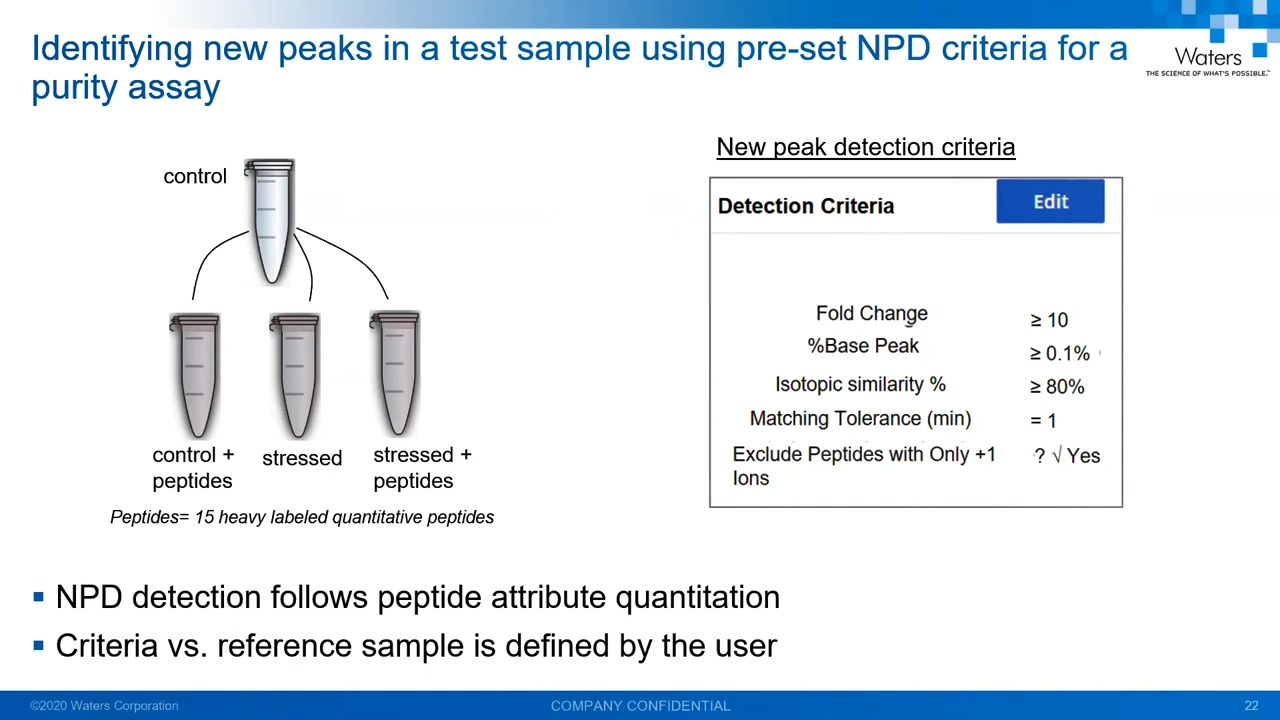 Identifying new peaks in a test sample using pre-set NPD criteria for a
purity assay
Waters
THE SCIENCE OF WHAT'S POSSIBLE.™
control
control +
peptides
stressed
stressed +
peptides
Peptides= 15 heavy labeled quantitative peptides
New peak detection criteria
Detection Criteria
Edit
Fold Change ≥ 10
%Base Peak ≥ 0.1%
Isotopic similarity % ≥ 80%
Matching Tolerance (min) = 1
Exclude Peptides with Only +1 ? √ Yes
Ions
▪ NPD detection follows peptide attribute quantitation
▪ Criteria vs. reference sample is defined by the user
©2020 Waters Corporation
COMPANY CONFIDENTIAL
22